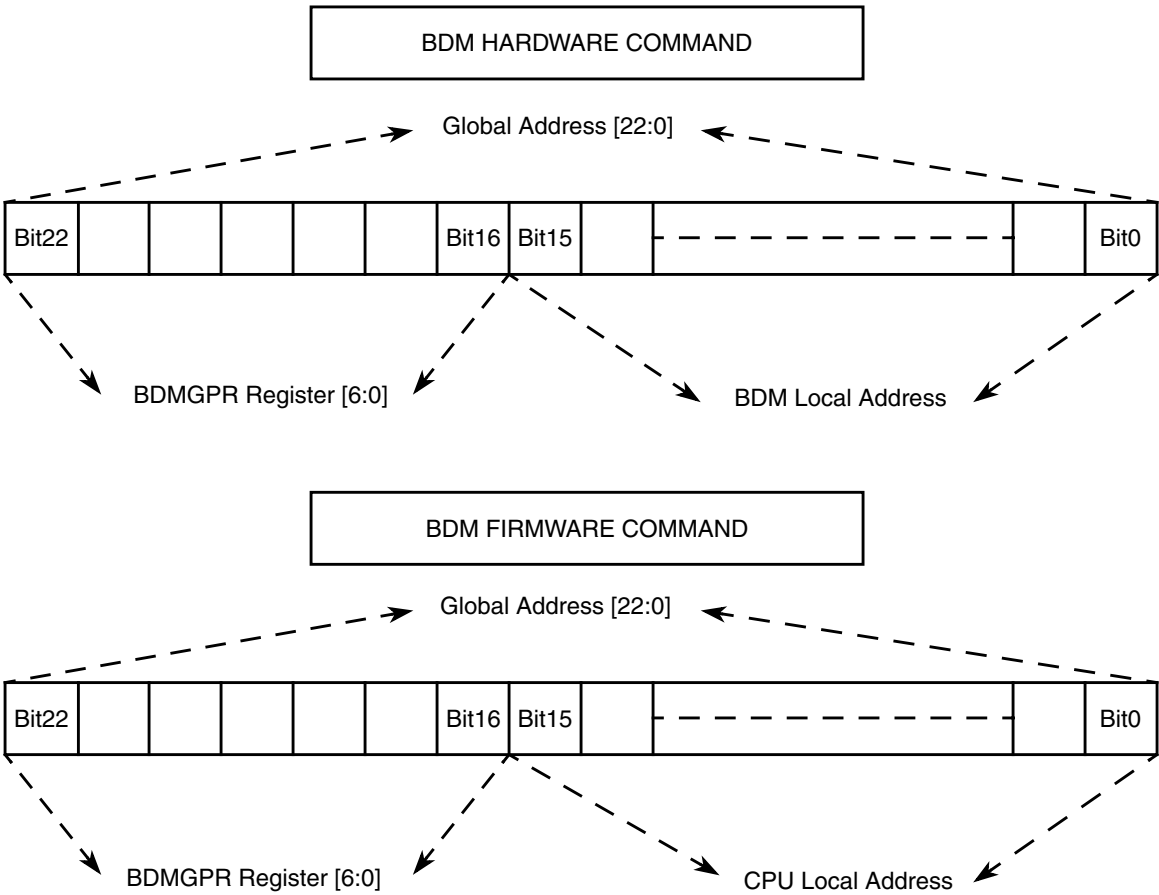 BDM HARDWARE COMMAND
Global Address [22:0]
Bit22 Bit16 Bit15 Bit0
BDMGPR Register [6:0] BDM Local Address
BDM FIRMWARE COMMAND
Global Address [22:0]
Bit22 Bit16 Bit15 Bit0
BDMGPR Register [6:0] CPU Local Address